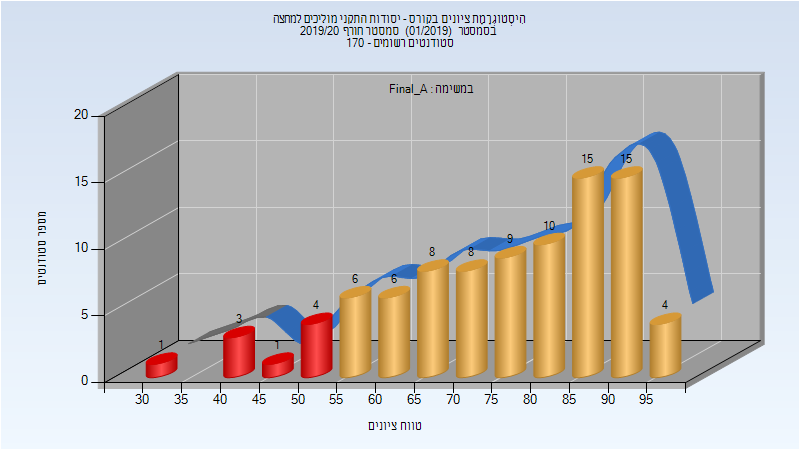 היסטוגרמת ציונים בקורס - יסודות התקני מוליכים למחצה
בסמסטר (01/2019) סמסטר חורף 2019/20
סטודנטים רשומים - 170
במשימה : Final_A
מספר סטודנטים
20
15
10
5
0
1
3
1
4
6
6
8
8
9
10
15
15
4
30 35 40 45 50 55 60 65 70 75 80 85 90 95
טווח ציונים